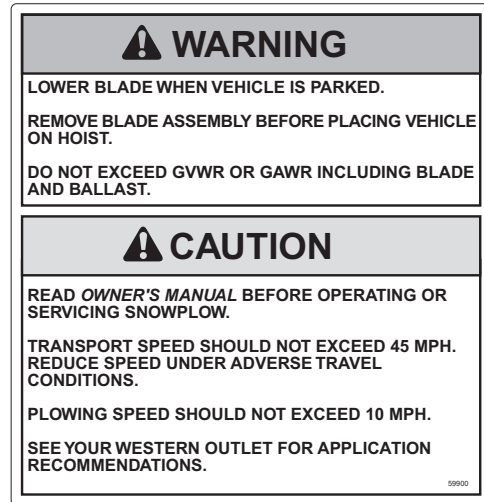 WARNING
LOWER BLADE WHEN VEHICLE IS PARKED.
REMOVE BLADE ASSEMBLY BEFORE PLACING VEHICLE
ON HOIST.
DO NOT EXCEED GVWR OR GAWR INCLUDING BLADE
AND BALLAST.
CAUTION
READ OWNER'S MANUAL BEFORE OPERATING OR
SERVICING SNOWPLOW.
TRANSPORT SPEED SHOULD NOT EXCEED 45 MPH.
REDUCE SPEED UNDER ADVERSE TRAVEL
CONDITIONS.
PLOWING SPEED SHOULD NOT EXCEED 10 MPH.
SEE YOUR WESTERN OUTLET FOR APPLICATION
RECOMMENDATIONS.
59900